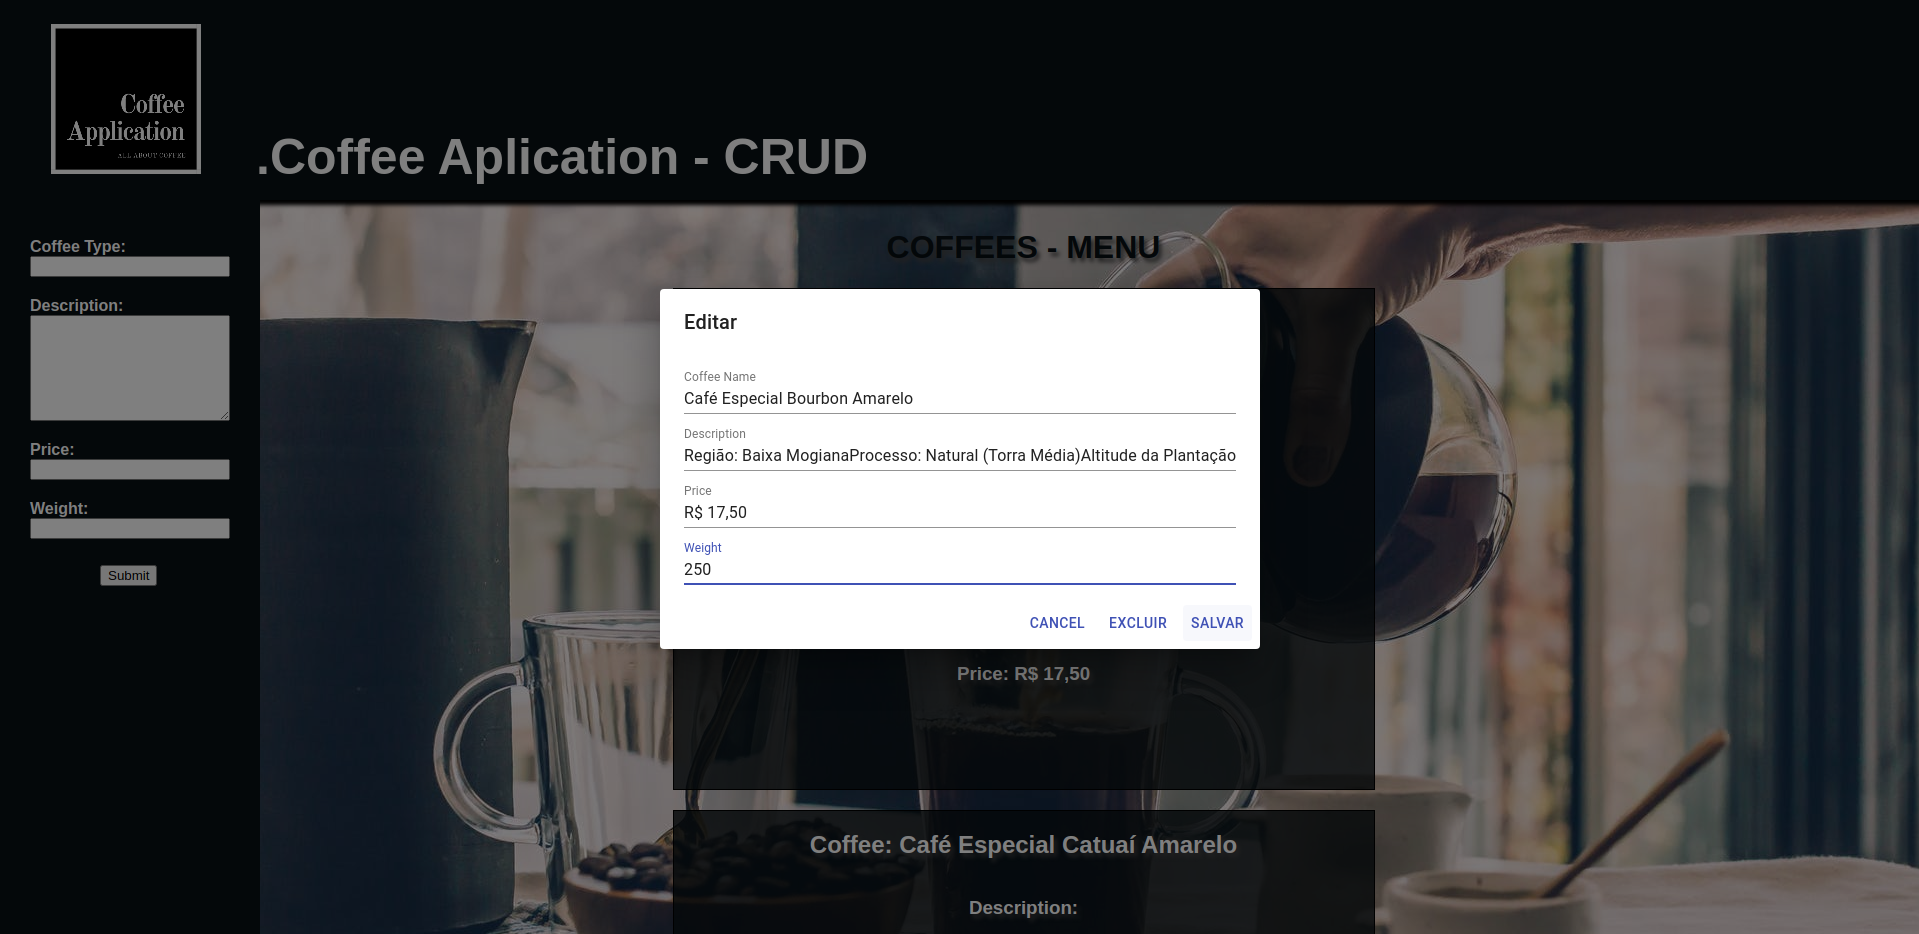 Coffee
Application
ALL ABOUT COFFEE
.Coffee Aplication - CRUD
Coffee Type:
Description:
Price:
Weight:
Submit
COFFEES - MENU
Editar
Coffee Name
Café Especial Bourbon Amarelo
Description
Região: Baixa MogianaProcesso: Natural (Torra Média)Altitude da Plantação
Price
R$ 17,50
Weight
250
CANCEL EXCLUIR SALVAR
Price: R$ 17,50
Coffee: Café Especial Catuaí Amarelo
Description: